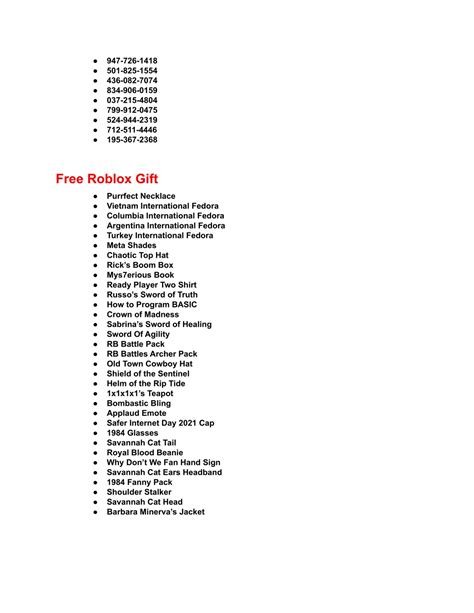 ● 947-726-1418
● 501-825-1554
● 436-082-7074
● 834-906-0159
● 037-215-4804
● 799-912-0475
● 524-944-2319
● 712-511-4446
● 195-367-2368
Free Roblox Gift
● Purrfect Necklace
● Vietnam International Fedora
● Columbia International Fedora
● Argentina International Fedora
● Turkey International Fedora
● Meta Shades
● Chaotic Top Hat
● Rick's Boom Box
● Mys7erious Book
● Ready Player Two Shirt
● Russo's Sword of Truth
● How to Program BASIC
● Crown of Madness
● Sabrina's Sword of Healing
● Sword Of Agility
● RB Battle Pack
● RB Battles Archer Pack
● Old Town Cowboy Hat
● Shield of the Sentinel
● Helm of the Rip Tide
● 1x1x1x1's Teapot
● Bombastic Bling
● Applaud Emote
● Safer Internet Day 2021 Cap
● 1984 Glasses
● Savannah Cat Tail
● Royal Blood Beanie
● Why Don't We Fan Hand Sign
● Savannah Cat Ears Headband
● 1984 Fanny Pack
● Shoulder Stalker
● Savannah Cat Head
● Barbara Minerva's Jacket